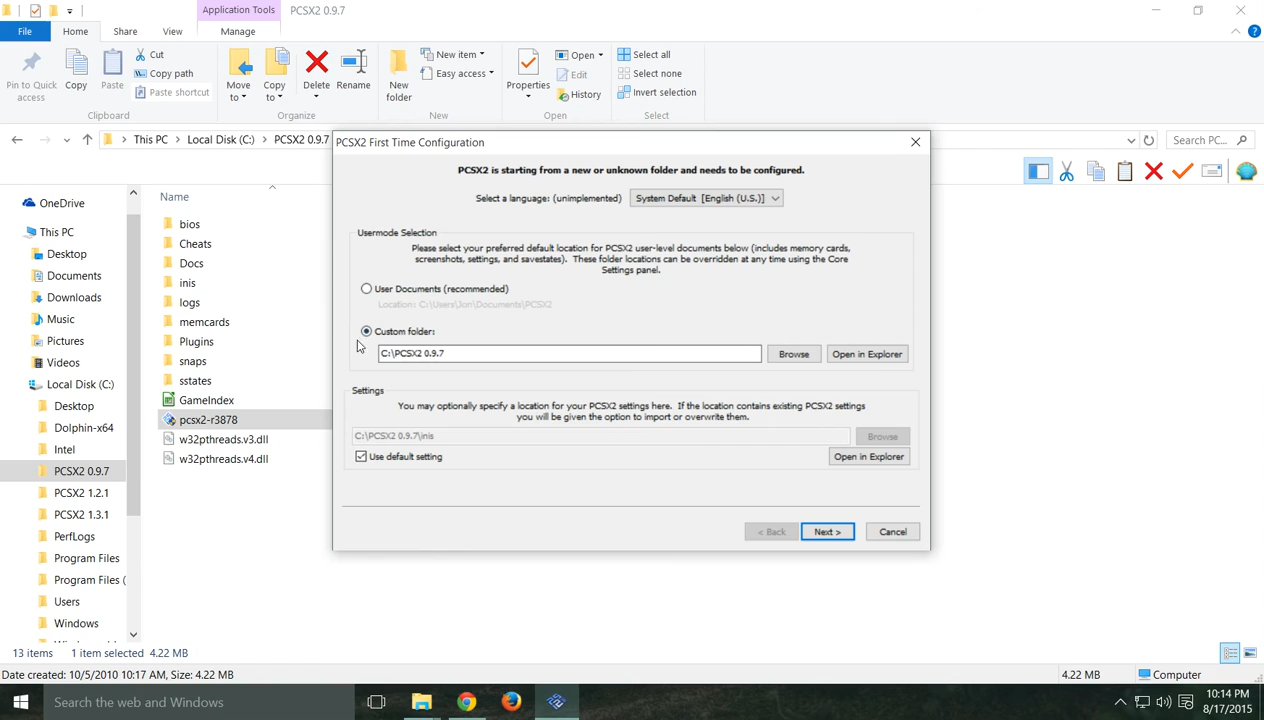 Application Tools
PCSX2 0.9.7
File
Home
Share
View
Manage
Pin to Quick access
Copy
Paste
Cut
Copy path
Paste shortcut
Clipboard
Move to
Copy to
Delete
Rename
Organize
New folder
New item
Easy access
New
Properties
Open
Edit
History
Open
Select all
Select none
Invert selection
Select
This PC
Local Disk (C:)
PCSX2 0.9.7
Search PC...
OneDrive
This PC
Desktop
Documents
Downloads
Music
Pictures
Videos
Local Disk (C:)
Desktop
Dolphin-x64
Intel
PCSX2 0.9.7
PCSX2 1.2.1
PCSX2 1.3.1
PerfLogs
Program Files
Program Files (
Users
Windows
Name
bios
Cheats
Docs
inis
logs
memcards
Plugins
snaps
sstates
GameIndex
pcsx2-r3878
w32pthreads.v3.dll
w32pthreads.v4.dll
PCSX2 First Time Configuration
PCSX2 is starting from a new or unknown folder and needs to be configured.
Select a language: (unimplemented)
System Default [English (U.S.)]
Usermode Selection
Please select your preferred default location for PCSX2 user-level documents below (includes memory cards,
screenshots, settings, and savestates). These folder locations can be overridden at any time using the Core
Settings panel.
User Documents (recommended)
Location: C:\Users\Jon\Documents\PCSX2
Custom folder:
C:\PCSX2 0.9.7
Browse
Open in Explorer
Settings
You may optionally specify a location for your PCSX2 settings here. If the location contains existing PCSX2 settings
you will be given the option to import or overwrite them.
C:\PCSX2 0.9.7\inis
Browse
Use default setting
Open in Explorer
< Back
Next >
Cancel
13 items
1 item selected 4.22 MB
Date created: 10/5/2010 10:17 AM, Size: 4.22 MB
4.22 MB
Computer
Search the web and Windows
10:14 PM
8/17/2015